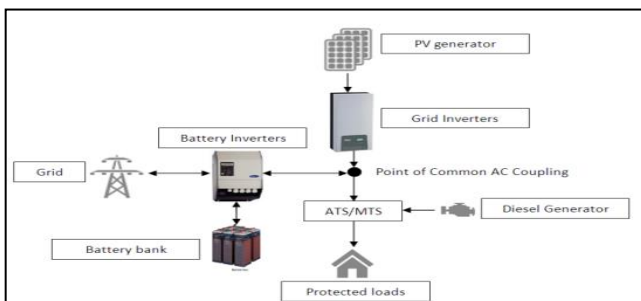 PV generator
Grid Inverters
Battery Inverters
Grid
Point of Common AC Coupling
ATS/MTS
Diesel Generator
Battery bank
Protected loads